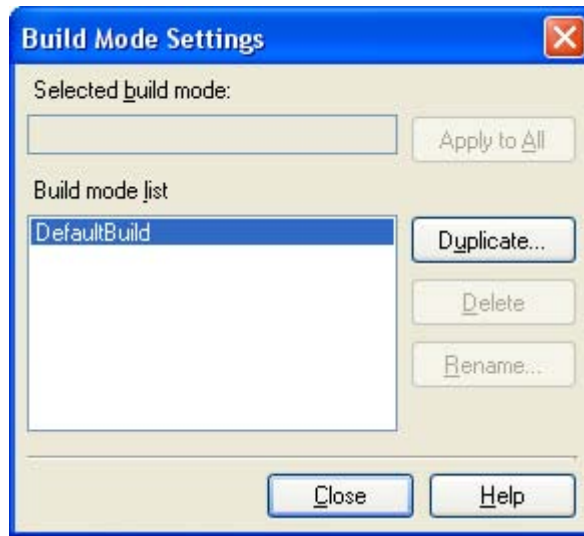 Build Mode Settings
Selected build mode:
Apply to All
Build mode list
DefaultBuild
Duplicate...
Delete
Rename...
Close
Help